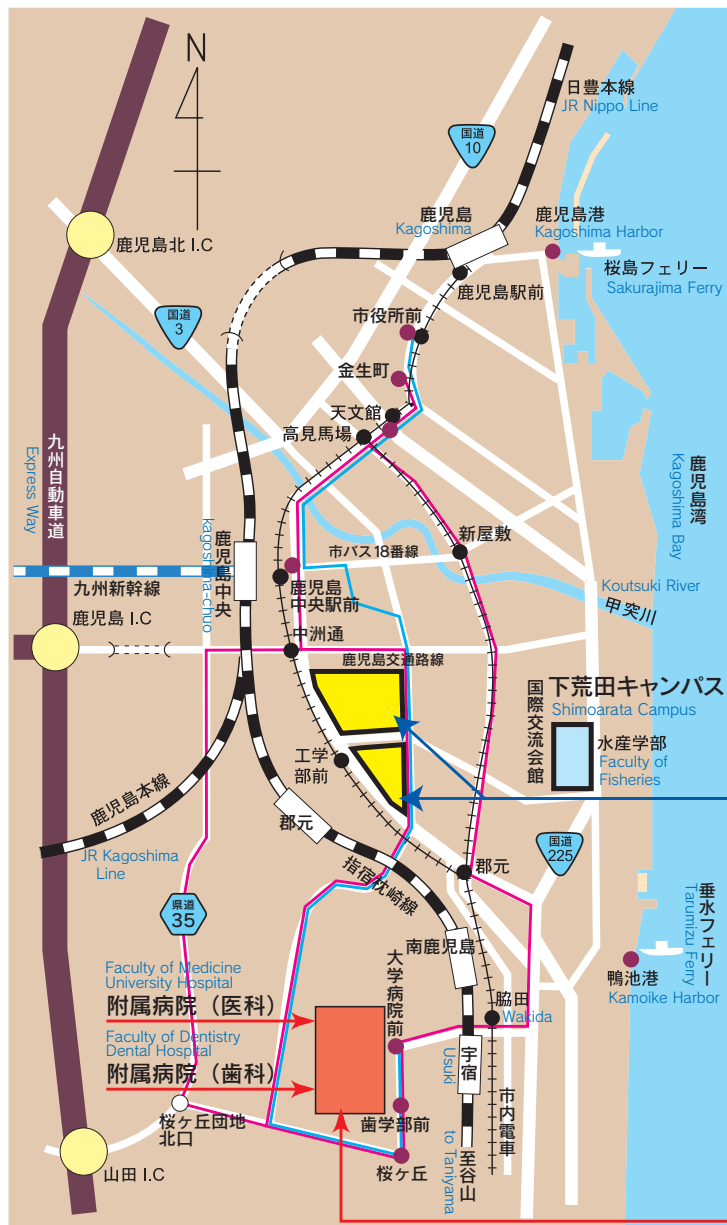 N
日豊本線
JR Nippo Line
国道
10
鹿児島
Kagoshima
鹿児島港
Kagoshima Harbor
鹿児島北 I.C
桜島フェリー
Sakurajima Ferry
鹿児島駅前
国道
3
市役所前
金生町
天文館
高見馬場
九州自動車道
Express Way
鹿児島湾
Kagoshima Bay
鹿児島中央
kagoshima-chuo
新屋敷
市バス18番線
九州新幹線
鹿児島
中央駅前
Koutsuki River
甲突川
鹿児島 I.C
中洲通
鹿児島交通路線
国際交流会館
下荒田キャンパス
Shimoarata Campus
水産学部
Faculty of
Fisheries
工学
部前
鹿児島本線
JR Kagoshima
Line
郡元
国道
225
郡元
指宿枕崎線
県道
35
南鹿児島
垂水フェリー
Tarumizu Ferry
鴨池港
Kamoike Harbor
Faculty of Medicine
University Hospital
附属病院（医科）
Faculty of Dentistry
Dental Hospital
附属病院（歯科）
大学病院前
脇田
Wakida
宇宿
Usuki
市内電車
桜ヶ丘団地
北口
歯学部前
桜ヶ丘
至谷山
to Taniyama
山田 I.C